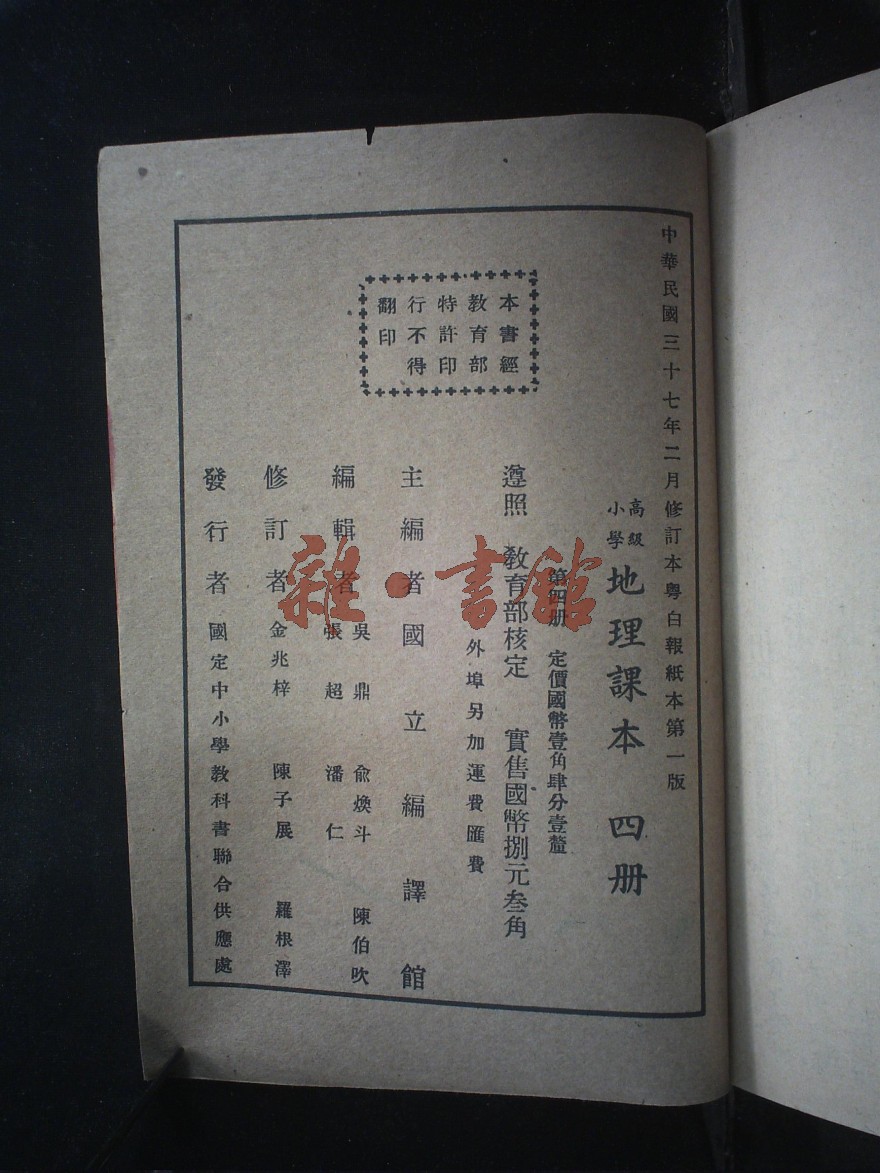 中華民國三十七年二月修訂本粵白報紙本第一版
高級
小學
地理課本 四册
第四册 定價國幣壹角肆分壹釐
遵照 教育部核定 實售國幣捌元叁角
外埠另加運費匯費
主編者 國立編譯館
編輯者 吳鼎 俞煥斗 陳伯吹
張超 潘仁
修訂者 金兆梓 陳子展 羅根澤
發行者 國定中小學教科書聯合供應處
本書經
教育部
特許印
行不得
翻印
雜·書館